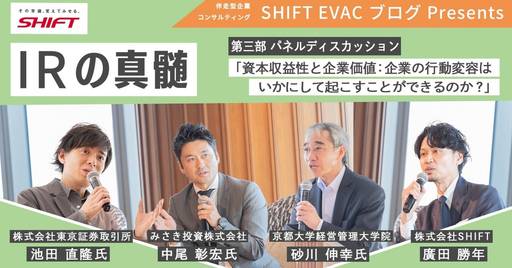 その常識、変えてみせる。
SHIFT
伴走型企業
コンサルティング
SHIFT EVAC ブログ Presents
IRの真髄
第三部 パネルディスカッション
「資本収益性と企業価値：企業の行動変容は
いかにして起こすことができるのか？」
株式会社東京証券取引所
池田 直隆氏
みさき投資株式会社
中尾 彰宏氏
京都大学経営管理大学院
砂川 伸幸氏
株式会社SHIFT
廣田 勝年